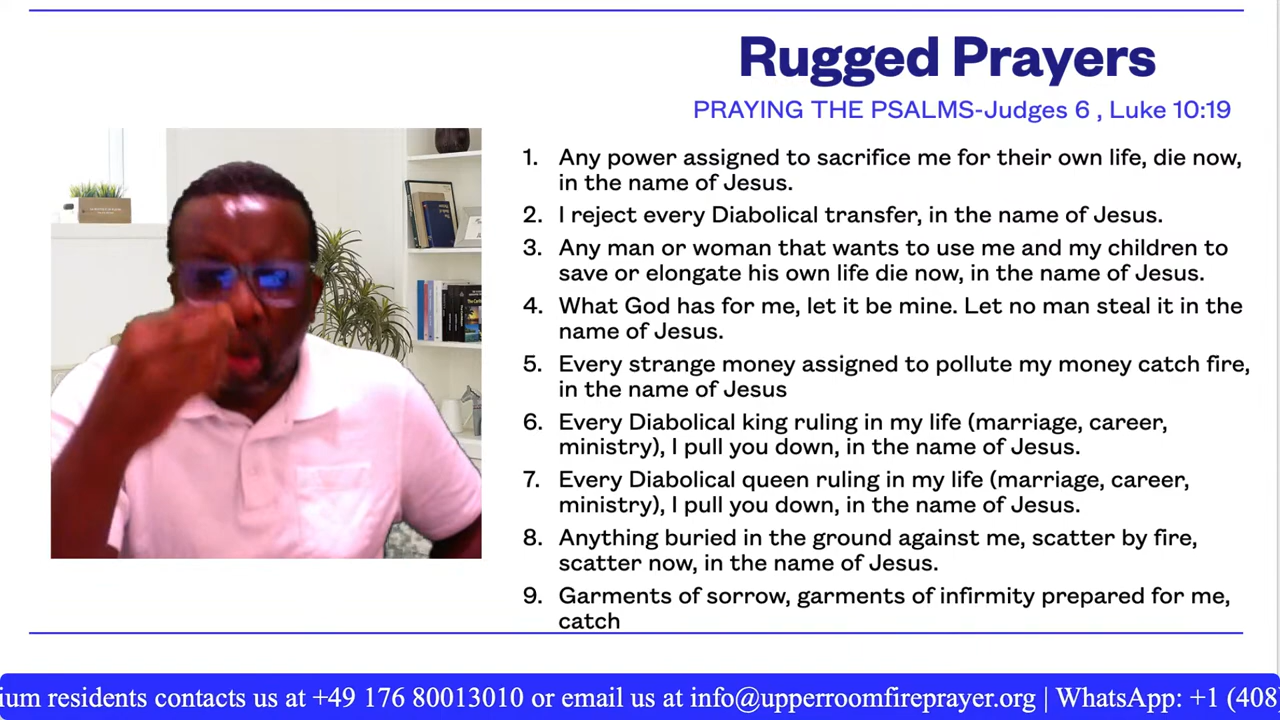 Rugged Prayers
PRAYING THE PSALMS-Judges 6 , Luke 10:19
1. Any power assigned to sacrifice me for their own life, die now,
in the name of Jesus.
2. I reject every Diabolical transfer, in the name of Jesus.
3. Any man or woman that wants to use me and my children to
save or elongate his own life die now, in the name of Jesus.
4. What God has for me, let it be mine. Let no man steal it in the
name of Jesus.
5. Every strange money assigned to pollute my money catch fire,
in the name of Jesus
6. Every Diabolical king ruling in my life (marriage, career,
ministry), I pull you down, in the name of Jesus.
7. Every Diabolical queen ruling in my life (marriage, career,
ministry), I pull you down, in the name of Jesus.
8. Anything buried in the ground against me, scatter by fire,
scatter now, in the name of Jesus.
9. Garments of sorrow, garments of infirmity prepared for me,
catch
ium residents contacts us at +49 176 80013010 or email us at info@upperroomfireprayer.org | WhatsApp: +1 (408